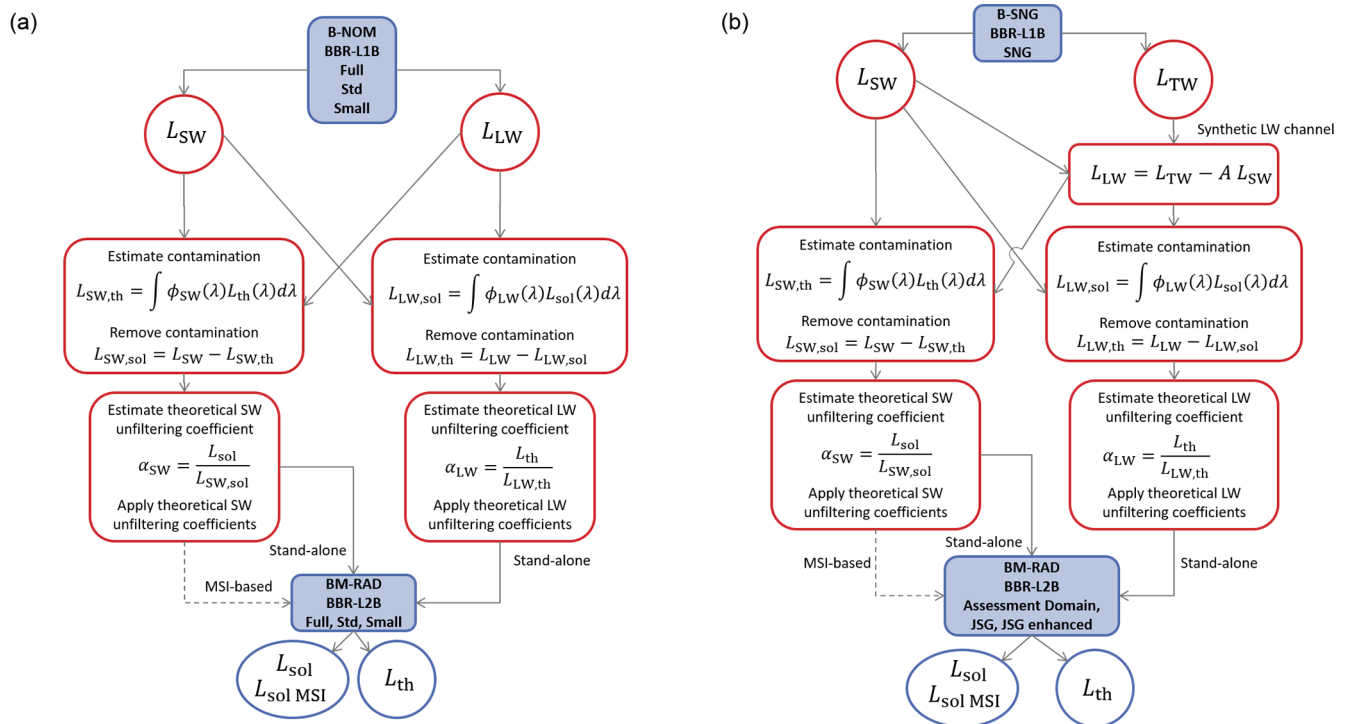 (a)
B-NOM
BBR-L1B
Full
Std
Small
L_SW
L_LW
Estimate contamination
L_SW,th = ∫ ϕ_SW(λ)L_th(λ)dλ
Remove contamination
L_SW,sol = L_SW − L_SW,th
Estimate contamination
L_LW,sol = ∫ ϕ_LW(λ)L_sol(λ)dλ
Remove contamination
L_LW,th = L_LW − L_LW,sol
Estimate theoretical SW
unfiltering coefficient
α_SW = L_sol / L_SW,sol
Apply theoretical SW
unfiltering coefficients
Estimate theoretical LW
unfiltering coefficient
α_LW = L_th / L_LW,th
Apply theoretical LW
unfiltering coefficients
Stand-alone
Stand-alone
MSI-based
BM-RAD
BBR-L2B
Full, Std, Small
L_sol
L_sol MSI
L_th
(b)
B-SNG
BBR-L1B
SNG
L_SW
L_TW
Synthetic LW channel
L_LW = L_TW − A L_SW
Estimate contamination
L_SW,th = ∫ ϕ_SW(λ)L_th(λ)dλ
Remove contamination
L_SW,sol = L_SW − L_SW,th
Estimate contamination
L_LW,sol = ∫ ϕ_LW(λ)L_sol(λ)dλ
Remove contamination
L_LW,th = L_LW − L_LW,sol
Estimate theoretical SW
unfiltering coefficient
α_SW = L_sol / L_SW,sol
Apply theoretical SW
unfiltering coefficients
Estimate theoretical LW
unfiltering coefficient
α_LW = L_th / L_LW,th
Apply theoretical LW
unfiltering coefficients
Stand-alone
MSI-based
Stand-alone
BM-RAD
BBR-L2B
Assessment Domain,
JSG, JSG enhanced
L_sol
L_sol MSI
L_th